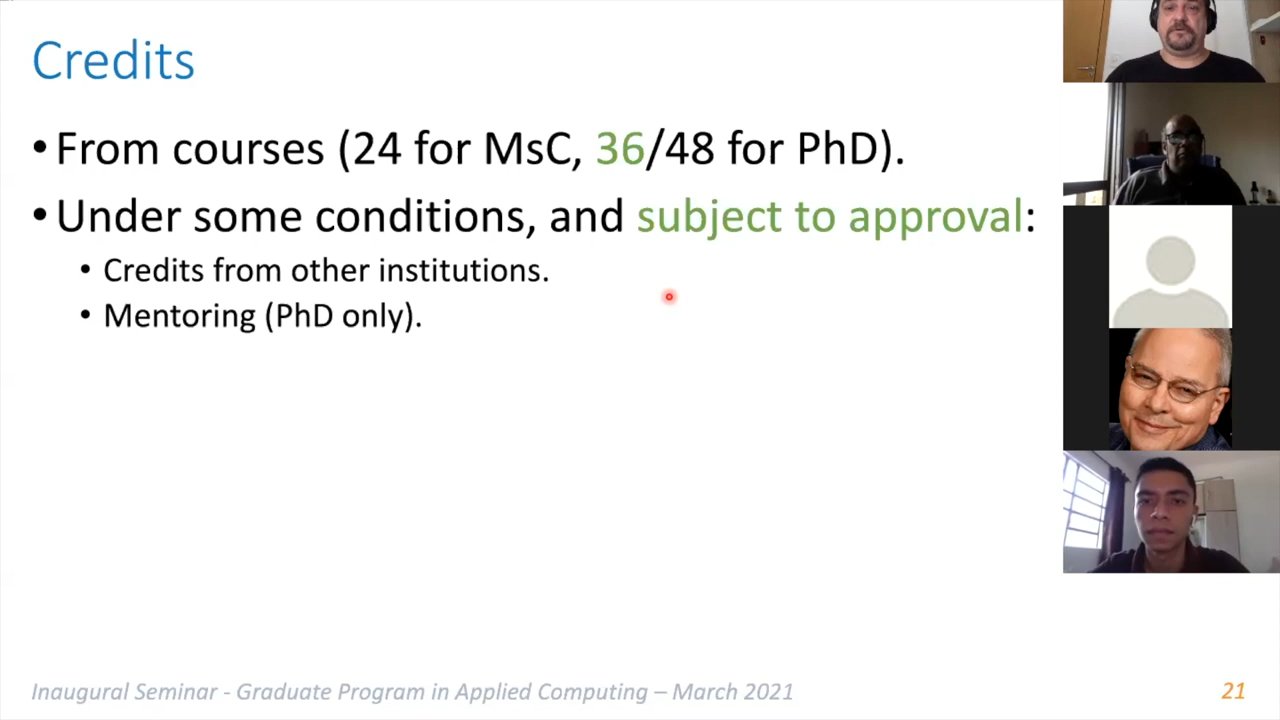 Credits
• From courses (24 for MsC, 36/48 for PhD).
• Under some conditions, and subject to approval:
• Credits from other institutions.
• Mentoring (PhD only).
Inaugural Seminar - Graduate Program in Applied Computing – March 2021
21